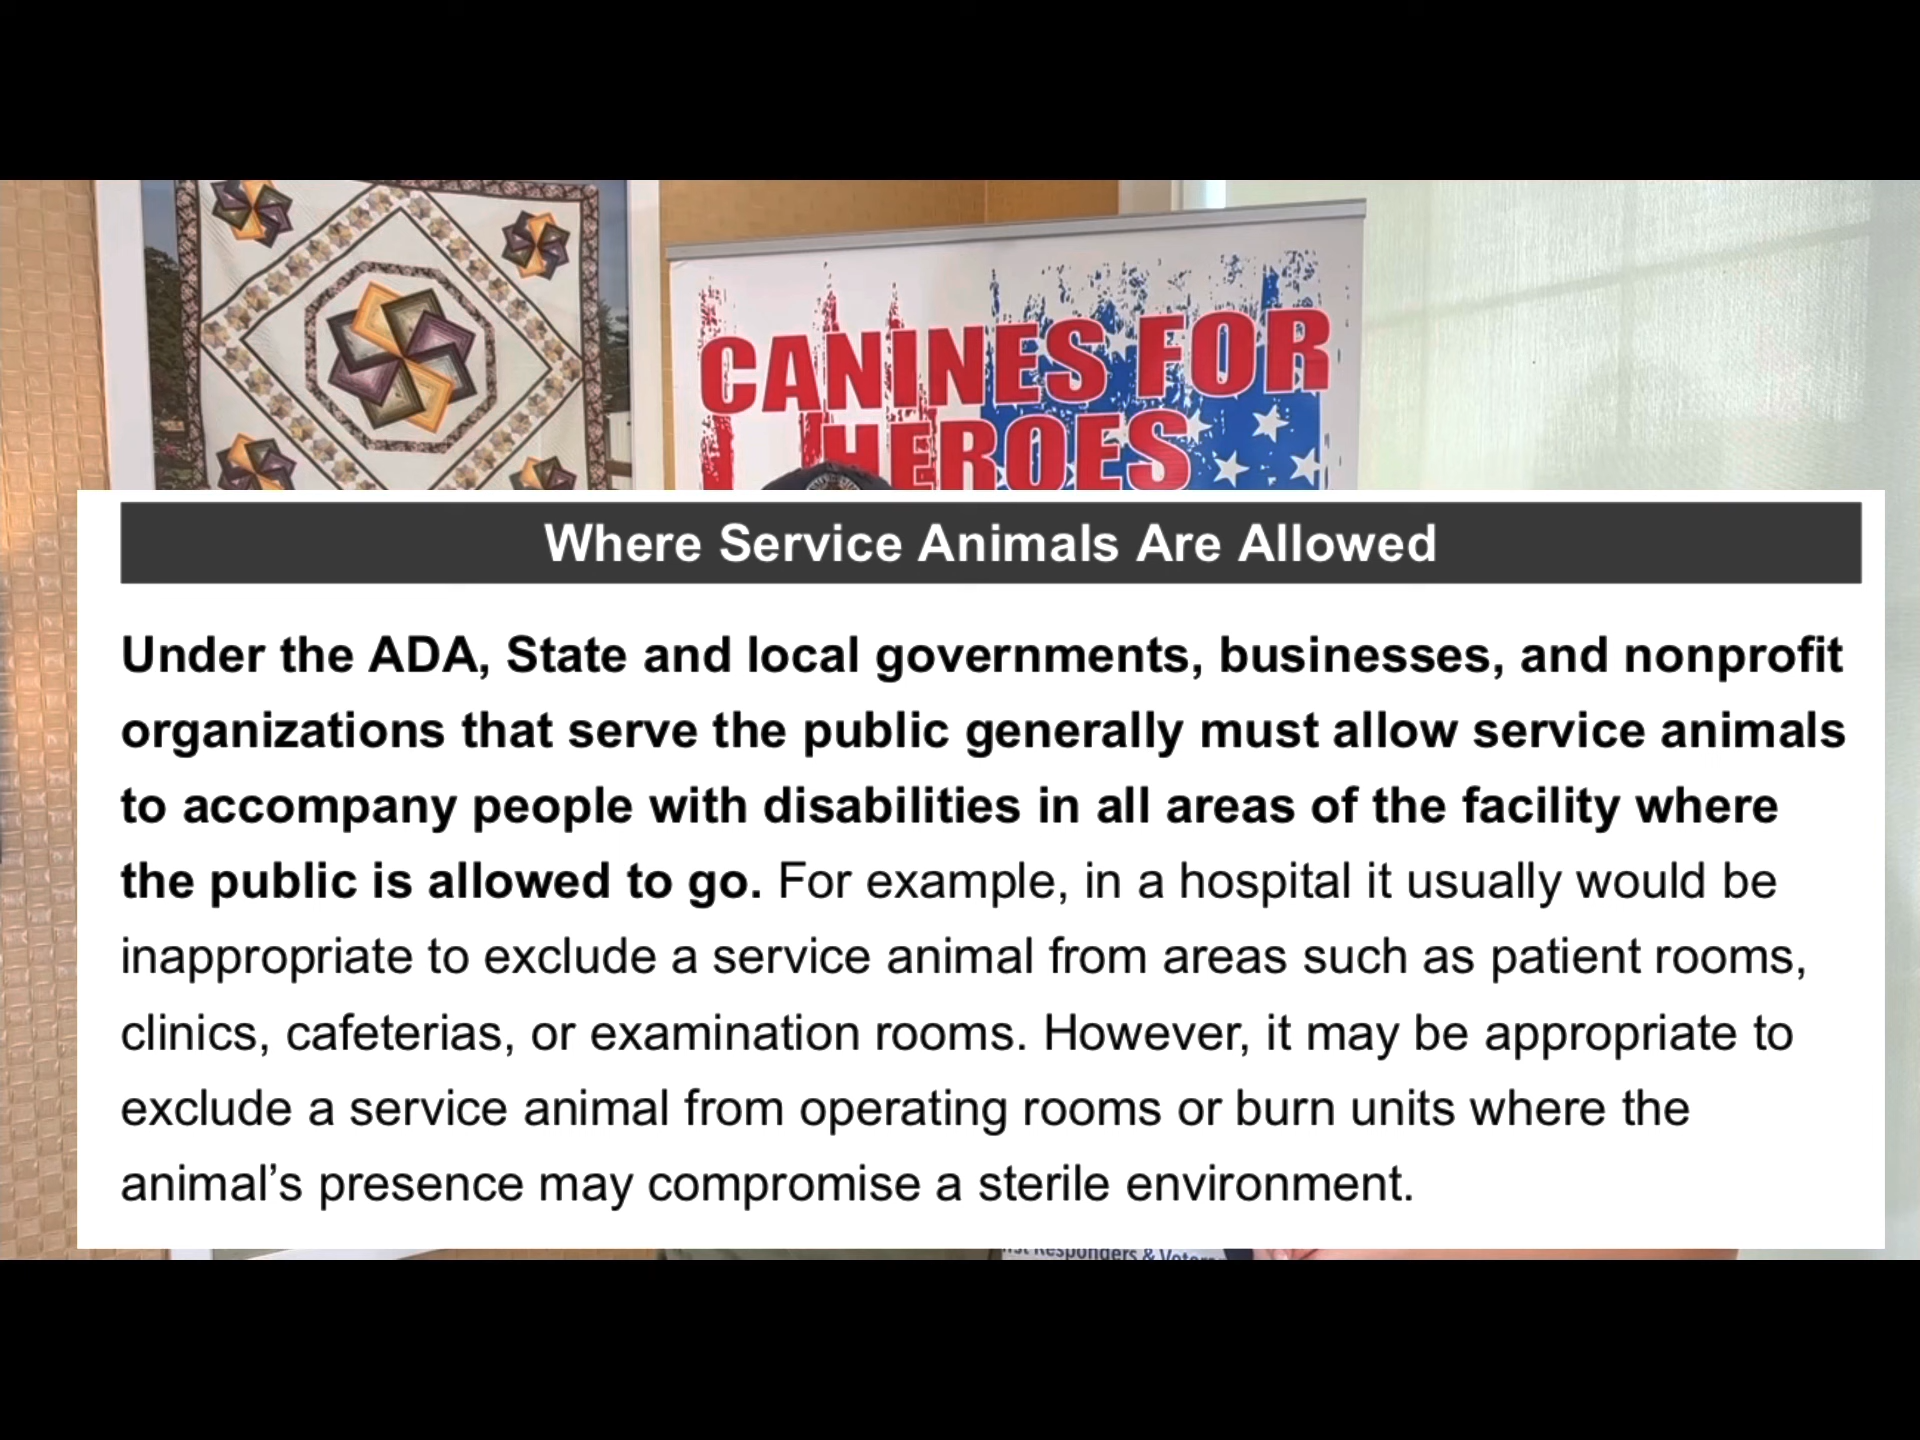 CANINES FOR
HEROES
Where Service Animals Are Allowed
Under the ADA, State and local governments, businesses, and nonprofit
organizations that serve the public generally must allow service animals
to accompany people with disabilities in all areas of the facility where
the public is allowed to go. For example, in a hospital it usually would be
inappropriate to exclude a service animal from areas such as patient rooms,
clinics, cafeterias, or examination rooms. However, it may be appropriate to
exclude a service animal from operating rooms or burn units where the
animal’s presence may compromise a sterile environment.
Responders &